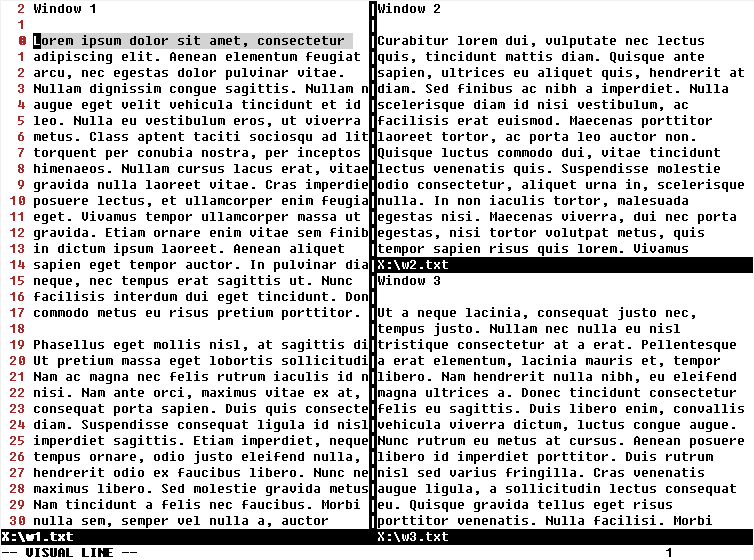 2 Window 1
1
0 Lorem ipsum dolor sit amet, consectetur
1 adipiscing elit. Aenean elementum feugiat
2 arcu, nec egestas dolor pulvinar vitae.
3 Nullam dignissim congue sagittis. Nullam n
4 augue eget velit vehicula tincidunt et id
5 leo. Nulla eu vestibulum eros, ut viverra
6 metus. Class aptent taciti sociosqu ad lit
7 torquent per conubia nostra, per inceptos
8 himenaeos. Nullam cursus lacus erat, vitae
9 gravida nulla laoreet vitae. Cras imperdie
10 posuere lectus, et ullamcorper enim feugia
11 eget. Vivamus tempor ullamcorper massa ut
12 gravida. Etiam ornare enim vitae sem finib
13 in dictum ipsum laoreet. Aenean aliquet
14 sapien eget tempor auctor. In pulvinar dia
15 neque, nec tempus erat sagittis ut. Nunc
16 facilisis interdum dui eget tincidunt. Don
17 commodo metus eu risus pretium porttitor.
18
19 Phasellus eget mollis nisl, at sagittis di
20 Ut pretium massa eget lobortis sollicitudi
21 Nam ac magna nec felis rutrum iaculis id n
22 nisi. Nam ante orci, maximus vitae ex at,
23 consequat porta sapien. Duis quis consecte
24 diam. Suspendisse consequat ligula id nisl
25 imperdiet sagittis. Etiam imperdiet, neque
26 tempus ornare, odio justo eleifend nulla,
27 hendrerit odio ex faucibus libero. Nunc ne
28 maximus libero. Sed molestie gravida metus
29 Nam tincidunt a felis nec faucibus. Morbi
30 nulla sem, semper vel nulla a, auctor
X:\w1.txt
Window 2
Curabitur lorem dui, vulputate nec lectus
quis, tincidunt mattis diam. Quisque ante
sapien, ultrices eu aliquet quis, hendrerit at
diam. Sed finibus ac nibh a imperdiet. Nulla
scelerisque diam id nisi vestibulum, ac
facilisis erat euismod. Maecenas porttitor
laoreet tortor, ac porta leo auctor non.
Quisque luctus commodo dui, vitae tincidunt
lectus venenatis quis. Suspendisse molestie
odio consectetur, aliquet urna in, scelerisque
nulla. In non iaculis tortor, malesuada
egestas nisi. Maecenas viverra, dui nec porta
egestas, nisi tortor volutpat metus, quis
tempor sapien risus quis lorem. Vivamus
X:\w2.txt
Window 3
Ut a neque lacinia, consequat justo nec,
tempus justo. Nullam nec nulla eu nisl
tristique consectetur at a erat. Pellentesque
a erat elementum, lacinia mauris et, tempor
libero. Nam hendrerit nulla nibh, eu eleifend
magna ultrices a. Donec tincidunt consectetur
felis eu sagittis. Duis libero enim, convallis
vehicula viverra dictum, luctus congue augue.
Nunc rutrum eu metus at cursus. Aenean posuere
libero id imperdiet porttitor. Duis rutrum
nisl sed varius fringilla. Cras venenatis
augue ligula, a sollicitudin lectus consequat
eu. Quisque gravida tellus eget risus
porttitor venenatis. Nulla facilisi. Morbi
X:\w3.txt
-- VISUAL LINE -- 1